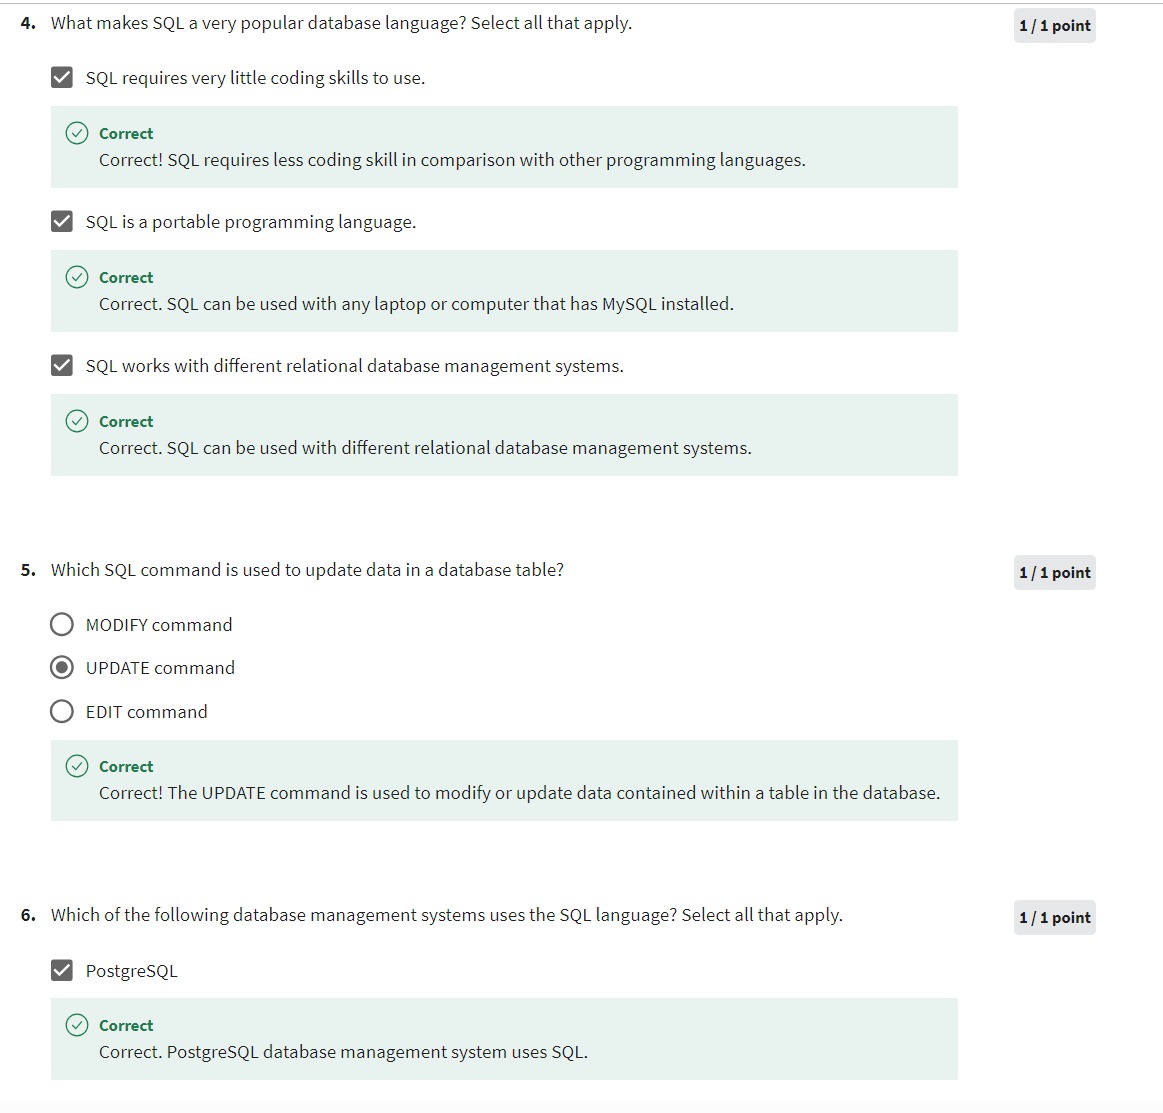 4. What makes SQL a very popular database language? Select all that apply.
1 / 1 point
SQL requires very little coding skills to use.
Correct
Correct! SQL requires less coding skill in comparison with other programming languages.
SQL is a portable programming language.
Correct
Correct. SQL can be used with any laptop or computer that has MySQL installed.
SQL works with different relational database management systems.
Correct
Correct. SQL can be used with different relational database management systems.
5. Which SQL command is used to update data in a database table?
1 / 1 point
MODIFY command
UPDATE command
EDIT command
Correct
Correct! The UPDATE command is used to modify or update data contained within a table in the database.
6. Which of the following database management systems uses the SQL language? Select all that apply.
1 / 1 point
PostgreSQL
Correct
Correct. PostgreSQL database management system uses SQL.